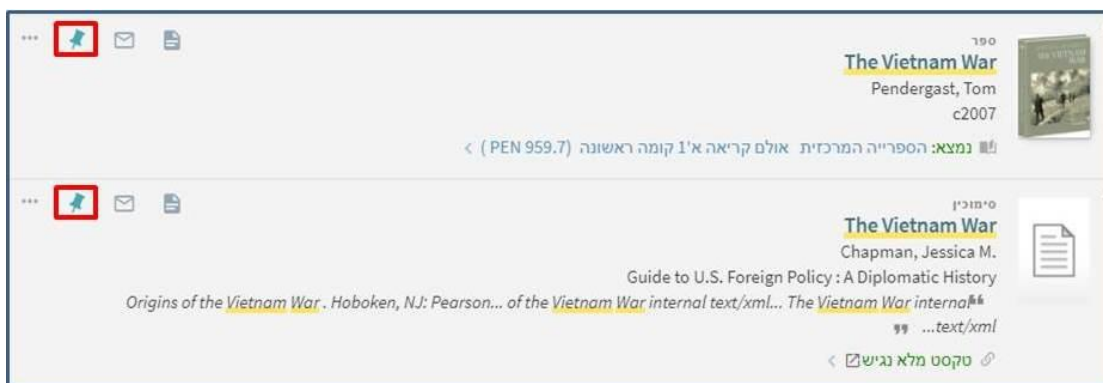 ספר
The Vietnam War
Pendergast, Tom
c2007
נמצא: הספרייה המרכזית אולם קריאה א'1 קומה ראשונה (PEN 959.7 )
סימוכין
The Vietnam War
Chapman, Jessica M.
Guide to U.S. Foreign Policy : A Diplomatic History
Origins of the Vietnam War . Hoboken, NJ: Pearson... of the Vietnam War internal text/xml... The Vietnam War internal
...text/xml
טקסט מלא נגיש